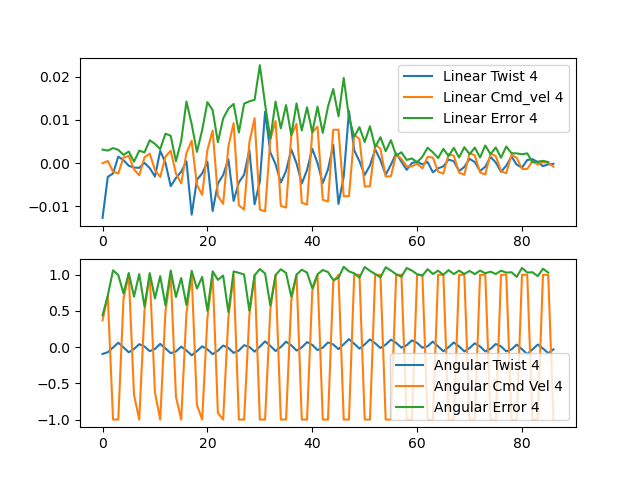 0.02
0.01
0.00
−0.01
Linear Twist 4
Linear Cmd_vel 4
Linear Error 4
0 20 40 60 80
1.0
0.5
0.0
−0.5
−1.0
Angular Twist 4
Angular Cmd Vel 4
Angular Error 4
0 20 40 60 80